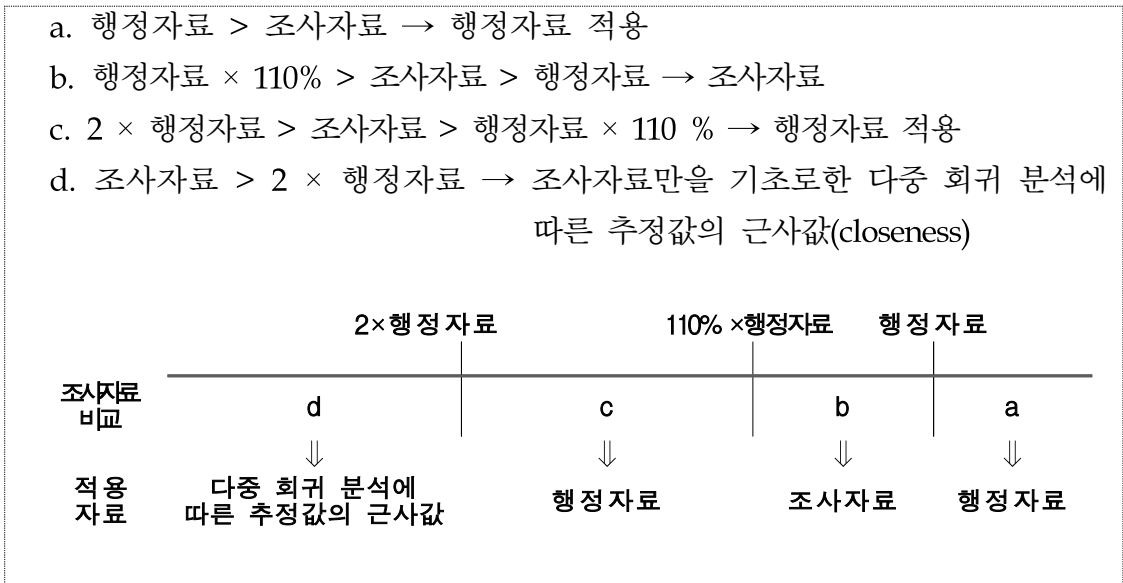 a. 행정자료 > 조사자료 → 행정자료 적용
b. 행정자료 × 110% > 조사자료 > 행정자료 → 조사자료
c. 2 × 행정자료 > 조사자료 > 행정자료 × 110 % → 행정자료 적용
d. 조사자료 > 2 × 행정자료 → 조사자료만을 기초로한 다중 회귀 분석에
따른 추정값의 근사값(closeness)
2×행정자료 110% ×행정자료 행정자료
조사자료
비교
d c b a
⇓ ⇓ ⇓ ⇓
적용
자료
다중 회귀 분석에
따른 추정값의 근사값
행정자료 조사자료 행정자료